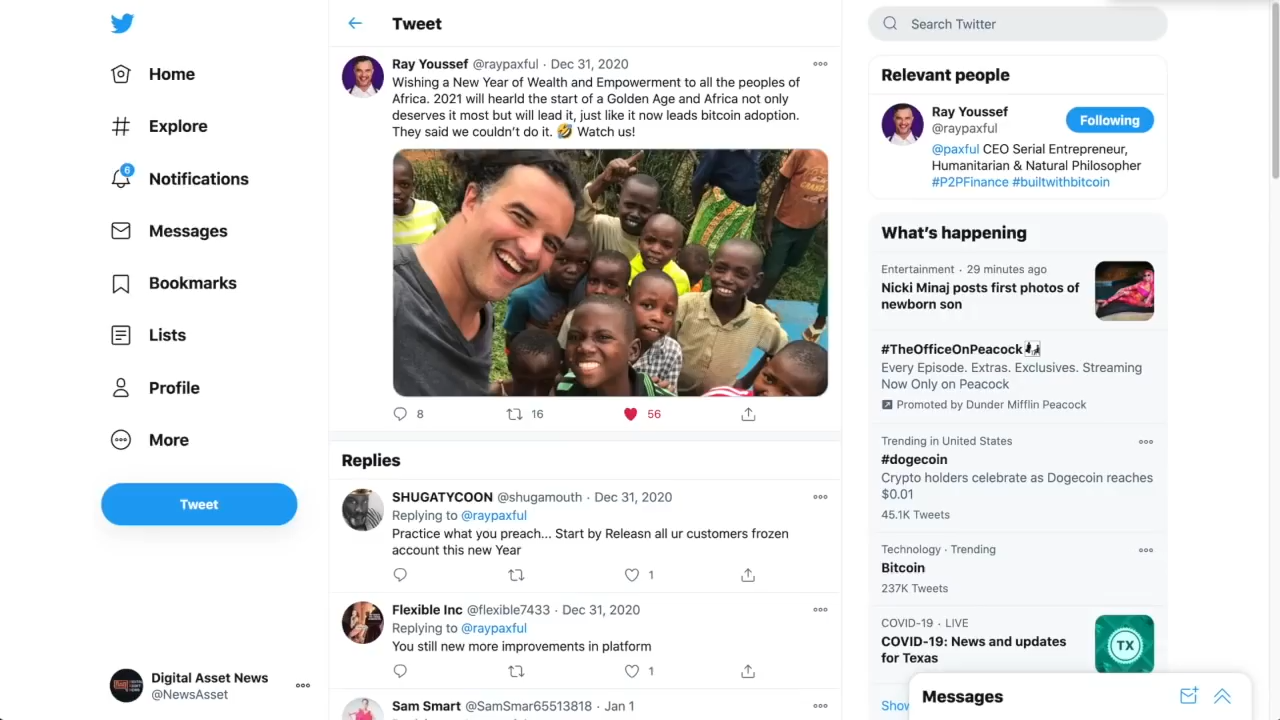 Home
Explore
6
Notifications
Messages
Bookmarks
Lists
Profile
More
Tweet
Digital Asset News
@NewsAsset
Tweet
Ray Youssef @raypaxful · Dec 31, 2020
Wishing a New Year of Wealth and Empowerment to all the peoples of
Africa. 2021 will hearld the start of a Golden Age and Africa not only
deserves it most but will lead it, just like it now leads bitcoin adoption.
They said we couldn't do it. 🤣 Watch us!
8 16 56
Replies
SHUGATYCOON @shugamouth · Dec 31, 2020
Replying to @raypaxful
Practice what you preach... Start by Releasn all ur customers frozen
account this new Year
1
Flexible Inc @flexible7433 · Dec 31, 2020
Replying to @raypaxful
You still new more improvements in platform
1
Sam Smart @SamSmar65513818 · Jan 1
Search Twitter
Relevant people
Ray Youssef
@raypaxful
Following
@paxful CEO Serial Entrepreneur,
Humanitarian & Natural Philosopher
#P2PFinance #builtwithbitcoin
What's happening
Entertainment · 29 minutes ago
Nicki Minaj posts first photos of
newborn son
#TheOfficeOnPeacock
Every Episode. Extras. Exclusives. Streaming
Now Only on Peacock
Promoted by Dunder Mifflin Peacock
Trending in United States
#dogecoin
Crypto holders celebrate as Dogecoin reaches
$0.01
45.1K Tweets
Technology · Trending
Bitcoin
237K Tweets
COVID-19 · LIVE
COVID-19: News and updates
for Texas
TX
Show
Messages